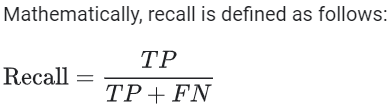 Mathematically, recall is defined as follows:
Recall = TP / TP + FN